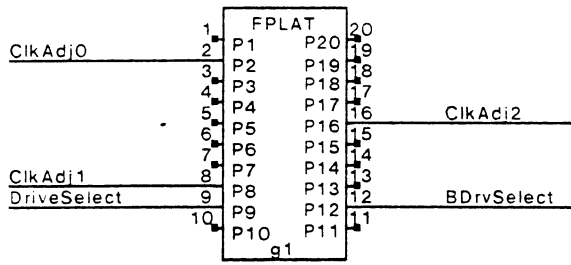 FPLAT
1 P1 P20 20
ClkAdj0 2 P2 P19 19
3 P3 P18 18
4 P4 P17 17
5 P5 P16 16 ClkAdj2
6 P6 P15 15
7 P7 P14 14
ClkAdj1 8 P8 P13 13
DriveSelect 9 P9 P12 12 BDrvSelect
10 P10 P11 11
g1